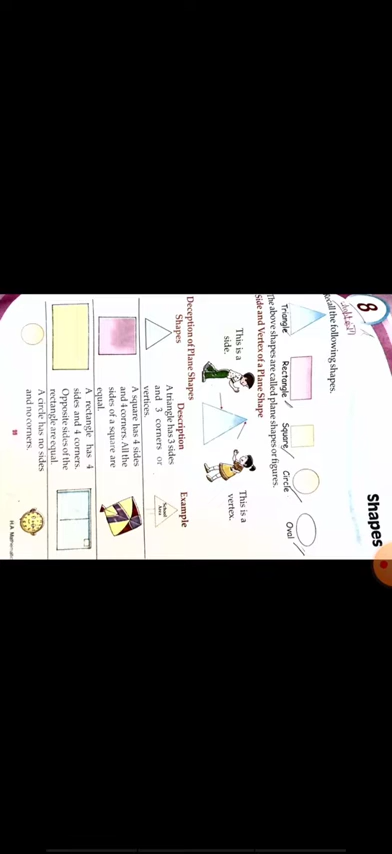 8
Shapes
Recall the following shapes.
Triangle Rectangle Square Circle Oval
The above shapes are called plane shapes or figures.
Side and Vertex of a Plane Shape
This is a
side.
This is a
vertex.
Deception of Plane Shapes
Shapes Description Example
A triangle has 3 sides
and 3 corners or
vertices.
School
Area
A square has 4 sides
and 4 corners. All the
sides of a square are
equal.
A rectangle has 4
sides and 4 corners.
Opposite sides of the
rectangle are equal.
A circle has no sides
and no corners.